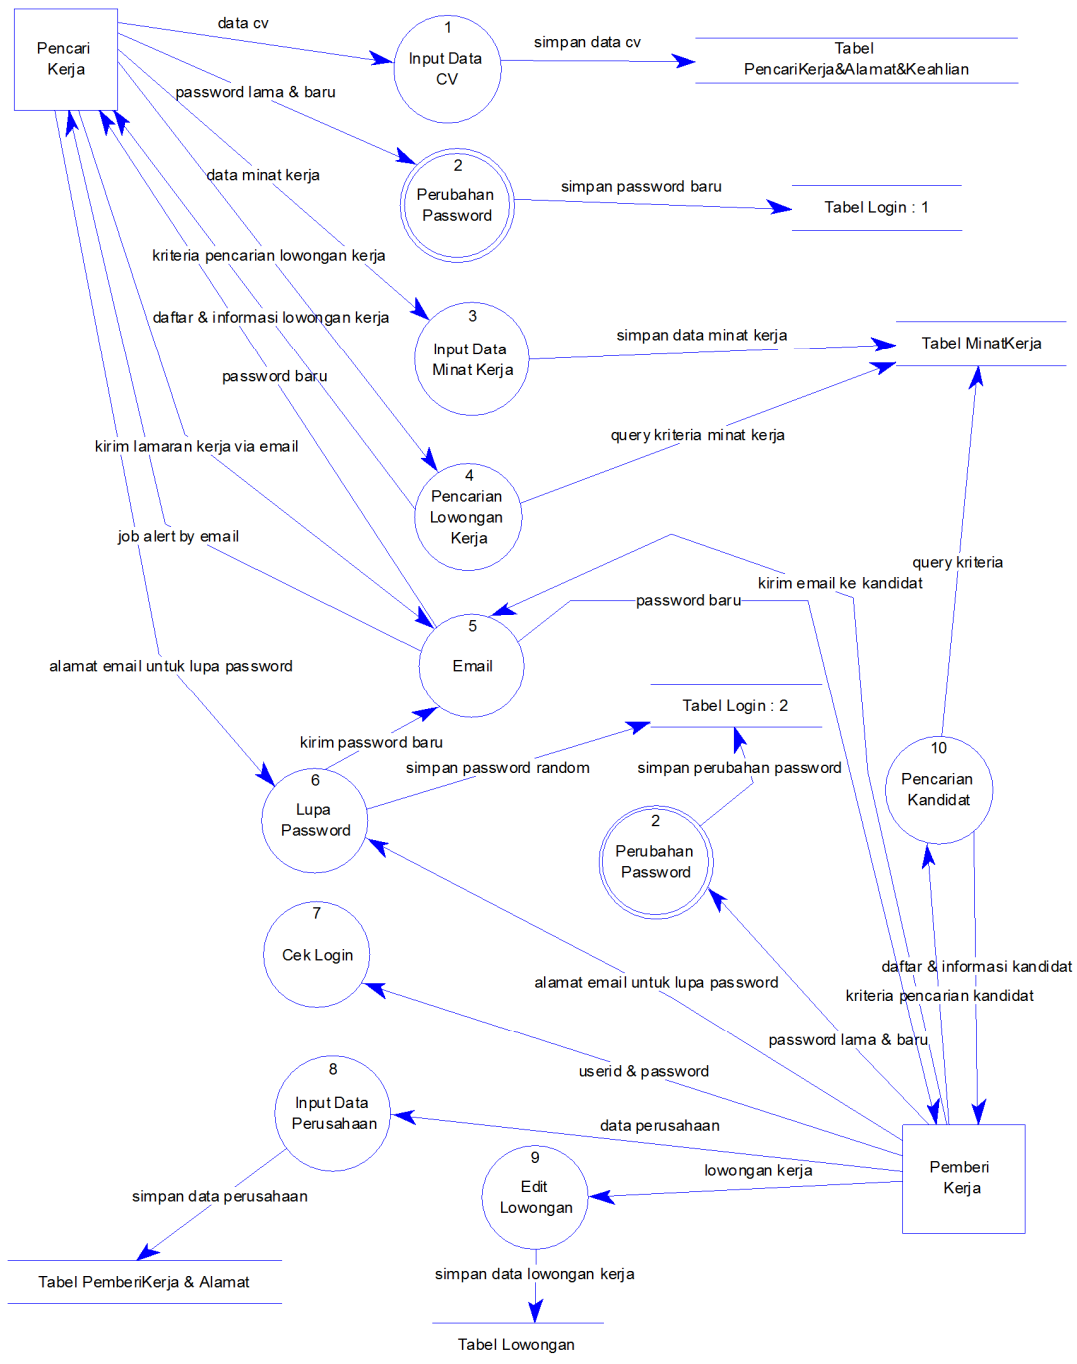 data cv
Pencari
Kerja
1
Input Data
CV
simpan data cv
Tabel
PencariKerja&Alamat&Keahlian
password lama & baru
2
Perubahan
Password
simpan password baru
Tabel Login : 1
data minat kerja
kriteria pencarian lowongan kerja
daftar & informasi lowongan kerja
3
Input Data
Minat Kerja
simpan data minat kerja
Tabel MinatKerja
password baru
query kriteria minat kerja
kirim lamaran kerja via email
4
Pencarian
Lowongan
Kerja
job alert by email
query kriteria
kirim email ke kandidat
password baru
5
Email
alamat email untuk lupa password
Tabel Login : 2
kirim password baru
simpan password random
simpan perubahan password
10
Pencarian
Kandidat
6
Lupa
Password
2
Perubahan
Password
7
Cek Login
daftar & informasi kandidat
alamat email untuk lupa password
kriteria pencarian kandidat
password lama & baru
userid & password
8
Input Data
Perusahaan
data perusahaan
9
Edit
Lowongan
lowongan kerja
Pemberi
Kerja
simpan data perusahaan
simpan data lowongan kerja
Tabel PemberiKerja & Alamat
Tabel Lowongan